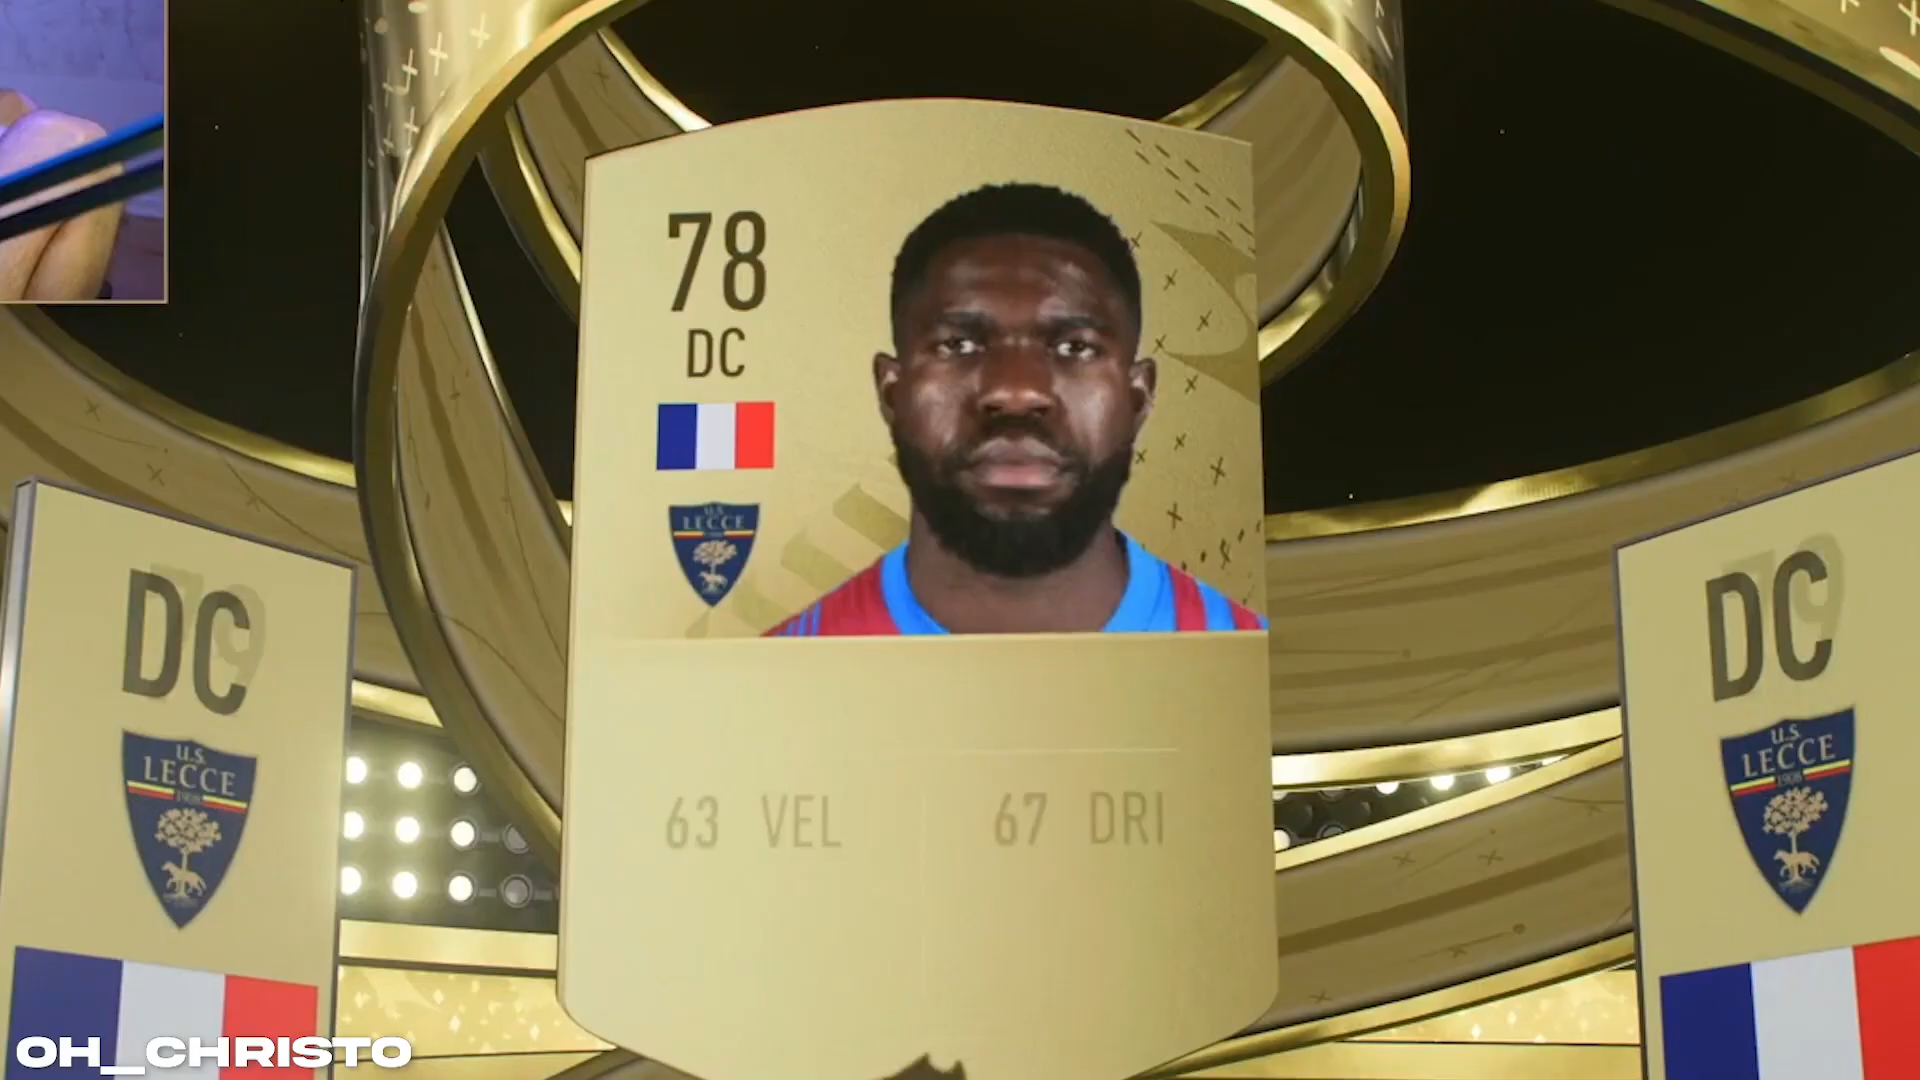 78
DC
U.S.
LECCE
63 VEL
67 DRI
DC
U.S.
LECCE
1908
DC
U.S.
LECCE
1908
OH_CHRISTO